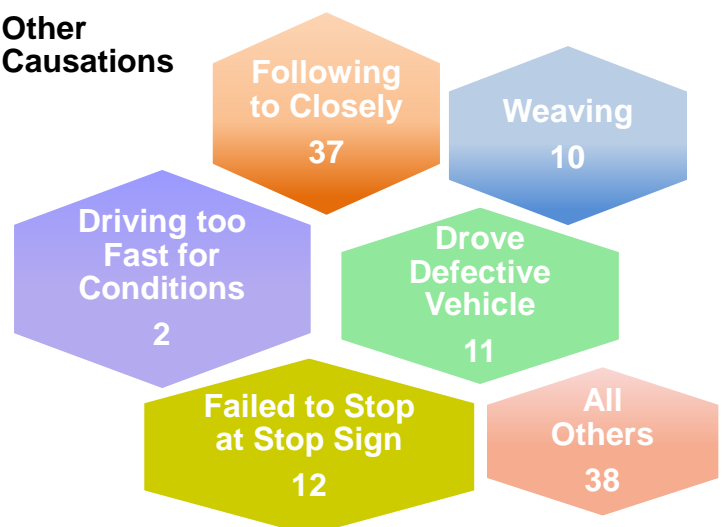 Other
Causations
Following
to Closely
37
Weaving
10
Driving too
Fast for
Conditions
2
Drove
Defective
Vehicle
11
Failed to Stop
at Stop Sign
12
All
Others
38